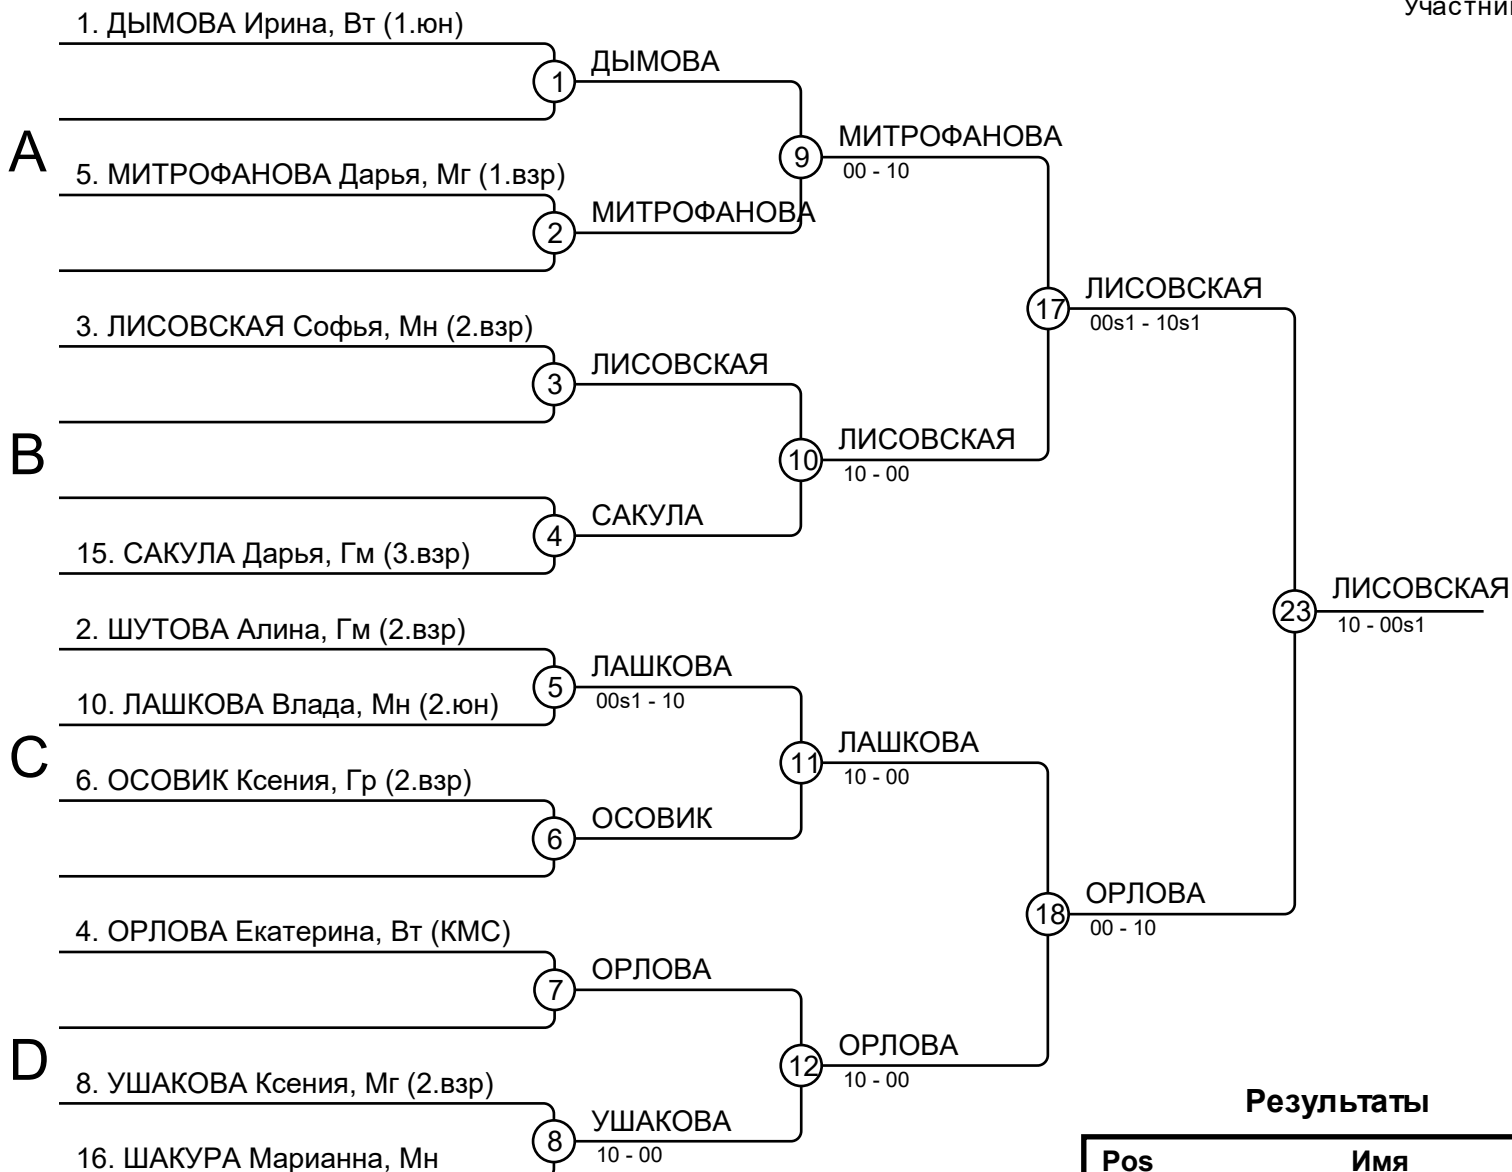 Участни
1. ДЫМОВА Ирина, Вт (1.юн)
1
ДЫМОВА
A
9
МИТРОФАНОВА
00 - 10
5. МИТРОФАНОВА Дарья, Мг (1.взр)
2
МИТРОФАНОВА
17
ЛИСОВСКАЯ
00s1 - 10s1
3. ЛИСОВСКАЯ Софья, Мн (2.взр)
3
ЛИСОВСКАЯ
B
10
ЛИСОВСКАЯ
10 - 00
4
САКУЛА
15. САКУЛА Дарья, Гм (3.взр)
23
ЛИСОВСКАЯ
10 - 00s1
2. ШУТОВА Алина, Гм (2.взр)
5
ЛАШКОВА
00s1 - 10
10. ЛАШКОВА Влада, Мн (2.юн)
C
11
ЛАШКОВА
10 - 00
6. ОСОВИК Ксения, Гр (2.взр)
6
ОСОВИК
18
ОРЛОВА
00 - 10
4. ОРЛОВА Екатерина, Вт (КМС)
7
ОРЛОВА
D
12
ОРЛОВА
10 - 00
8. УШАКОВА Ксения, Мг (2.взр)
8
УШАКОВА
10 - 00
16. ШАКУРА Марианна, Мн
Результаты
Pos Имя